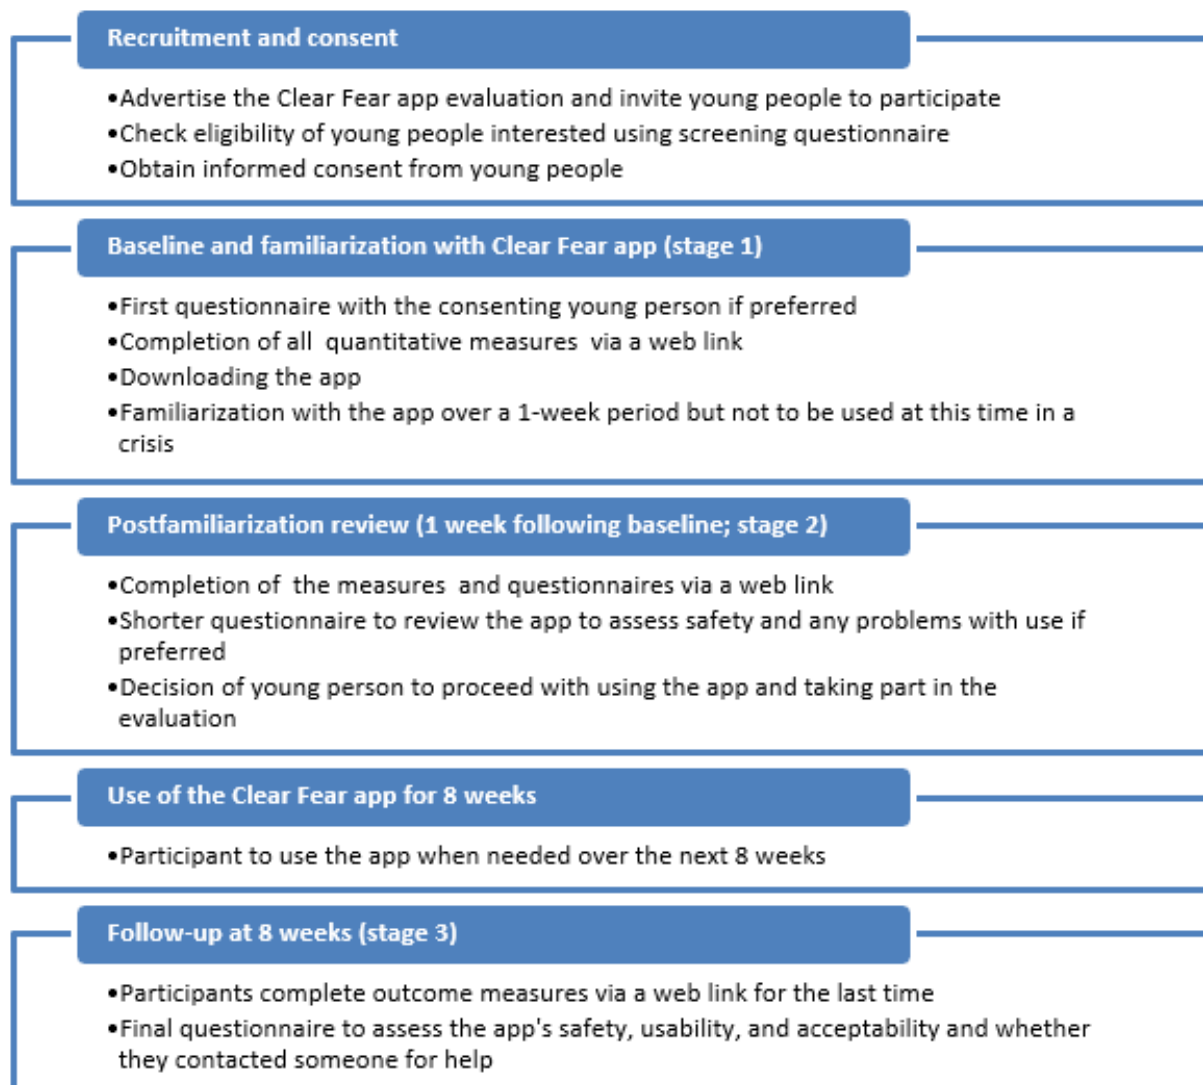 Recruitment and consent
•Advertise the Clear Fear app evaluation and invite young people to participate
•Check eligibility of young people interested using screening questionnaire
•Obtain informed consent from young people
Baseline and familiarization with Clear Fear app (stage 1)
•First questionnaire with the consenting young person if preferred
•Completion of all  quantitative measures  via a web link
•Downloading the app
•Familiarization with the app over a 1-week period but not to be used at this time in a
crisis
Postfamiliarization review (1 week following baseline; stage 2)
•Completion of  the measures  and questionnaires via a web link
•Shorter questionnaire to review the app to assess safety and any problems with use if
preferred
•Decision of young person to proceed with using the app and taking part in the
evaluation
Use of the Clear Fear app for 8 weeks
•Participant to use the app when needed over the next 8 weeks
Follow-up at 8 weeks (stage 3)
•Participants complete outcome measures via a web link for the last time
•Final questionnaire to assess the app's safety, usability, and acceptability and whether
they contacted someone for help